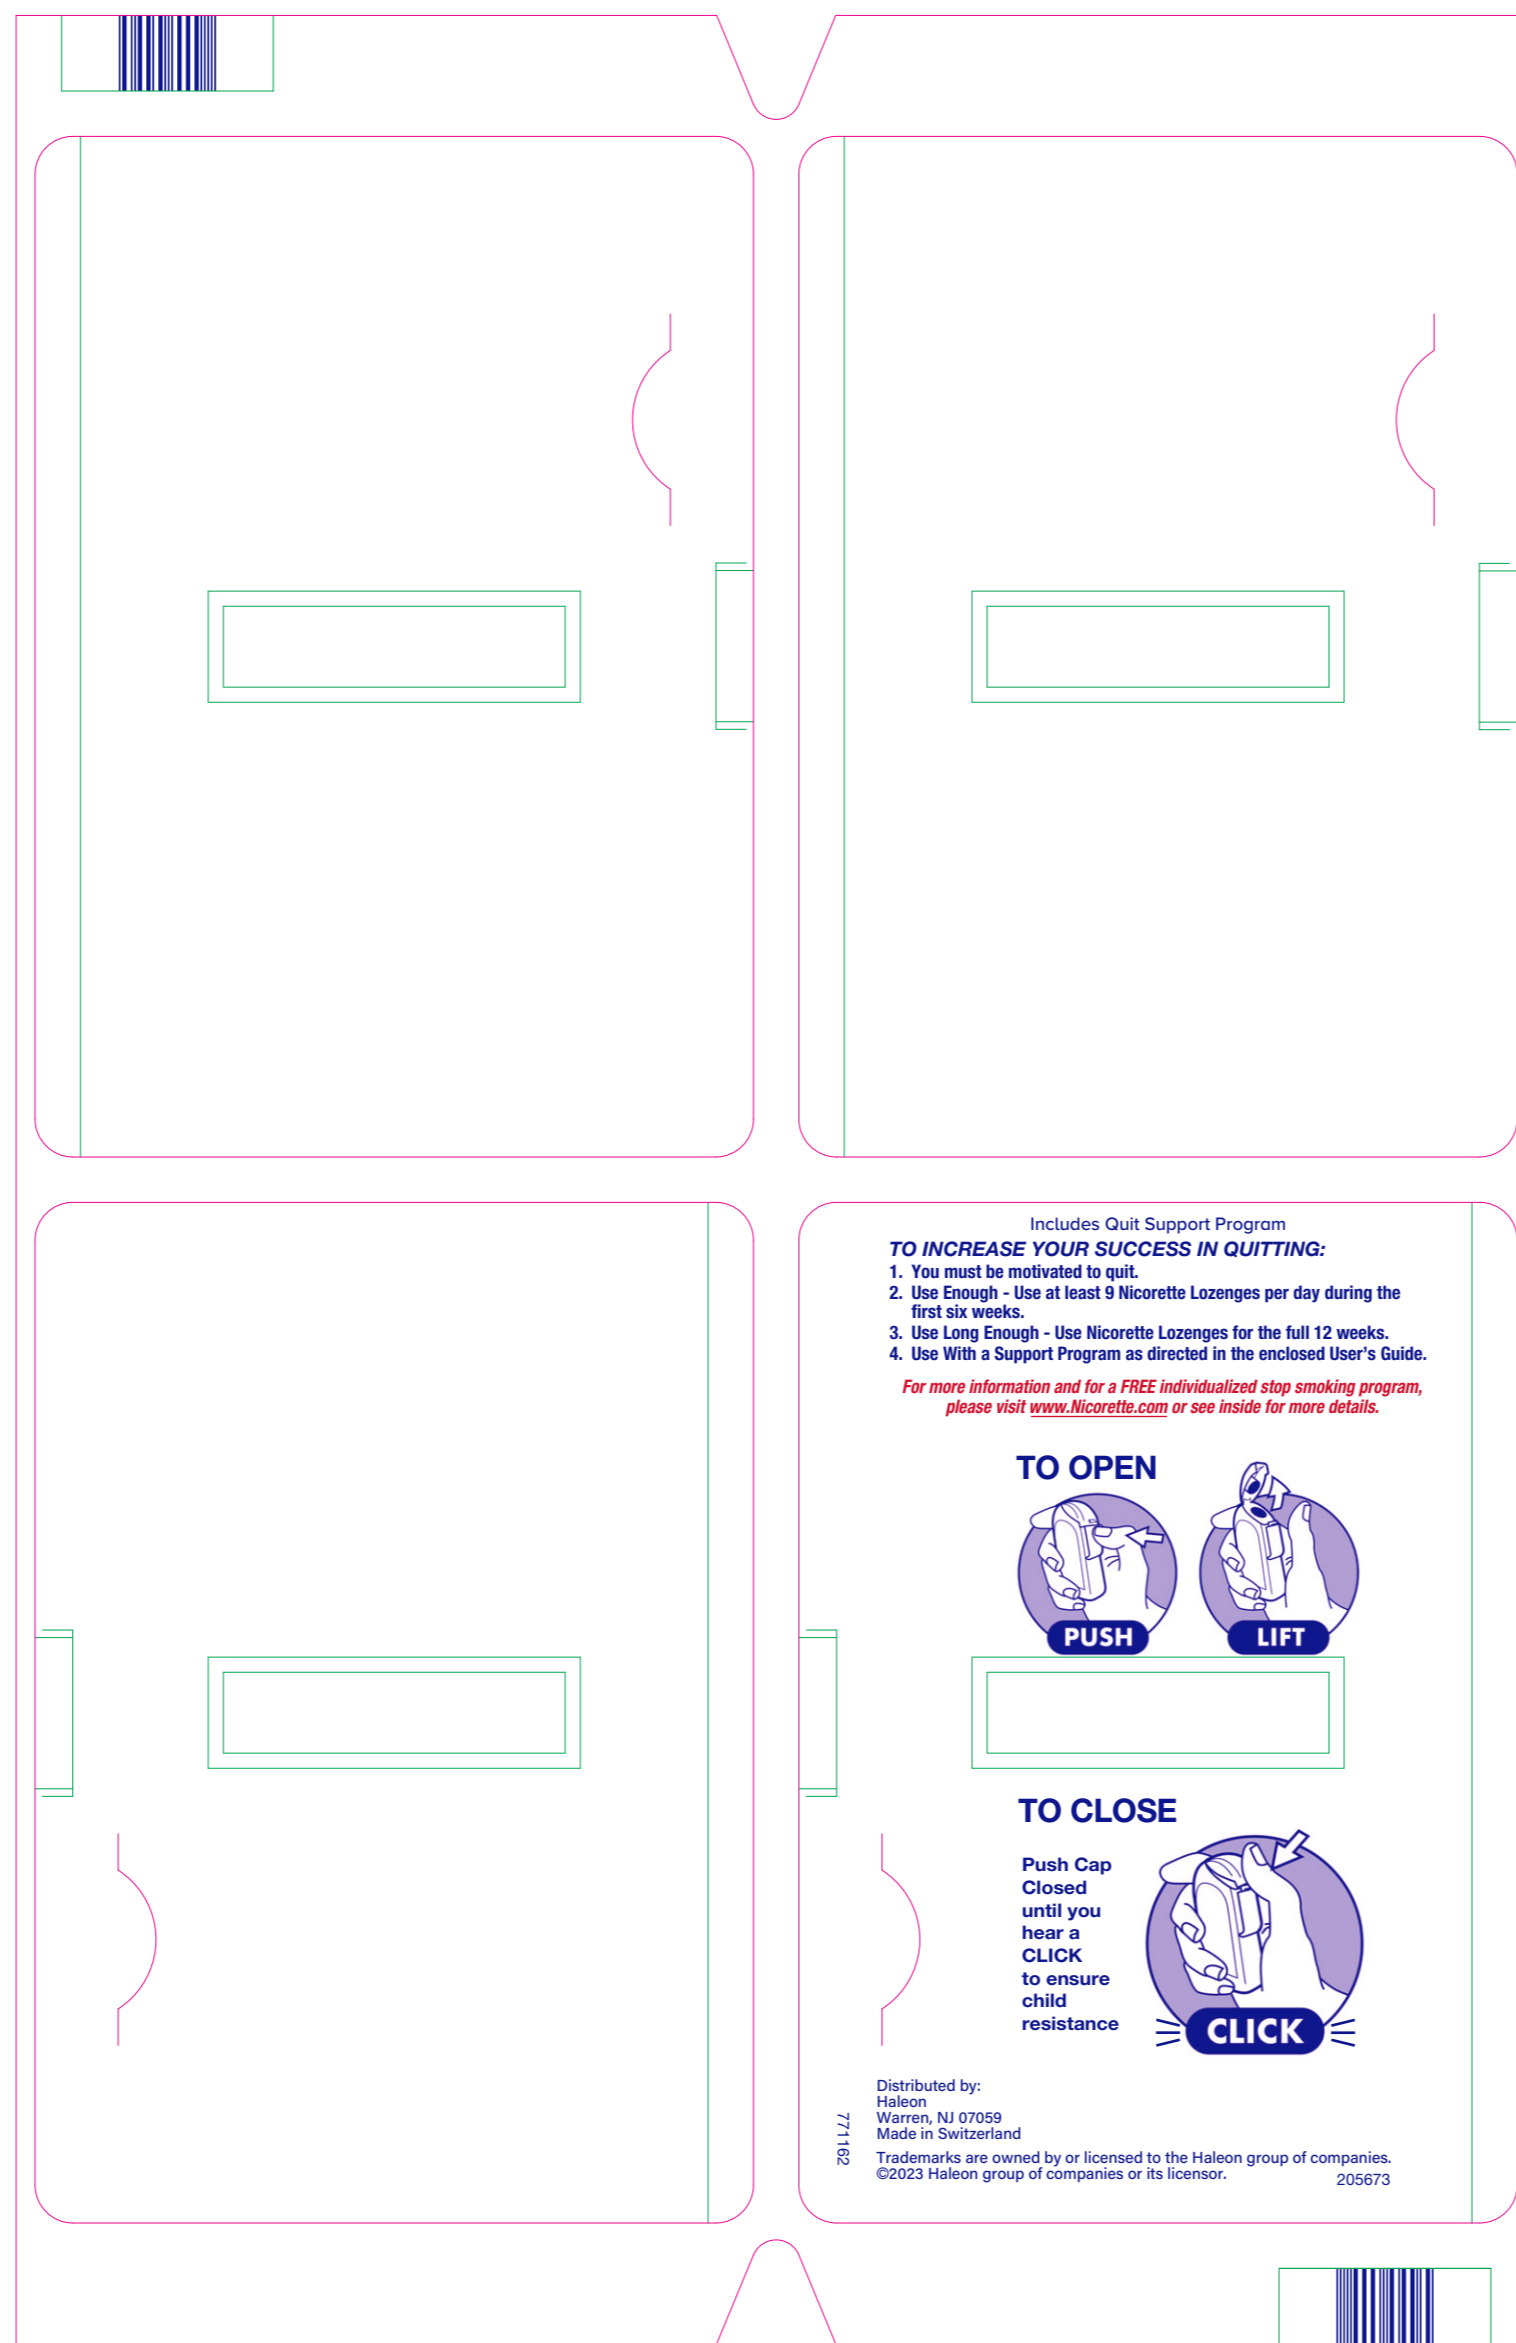 Includes Quit Support Program
TO INCREASE YOUR SUCCESS IN QUITTING:
1. You must be motivated to quit.
2. Use Enough - Use at least 9 Nicorette Lozenges per day during the
first six weeks.
3. Use Long Enough - Use Nicorette Lozenges for the full 12 weeks.
4. Use With a Support Program as directed in the enclosed User's Guide.
For more information and for a FREE individualized stop smoking program,
please visit www.Nicorette.com or see inside for more details.
TO OPEN
PUSH
LIFT
TO CLOSE
Push Cap
Closed
until you
hear a
CLICK
to ensure
child
resistance
CLICK
Distributed by:
Haleon
Warren, NJ 07059
Made in Switzerland
Trademarks are owned by or licensed to the Haleon group of companies.
©2023 Haleon group of companies or its licensor.
205673
771162